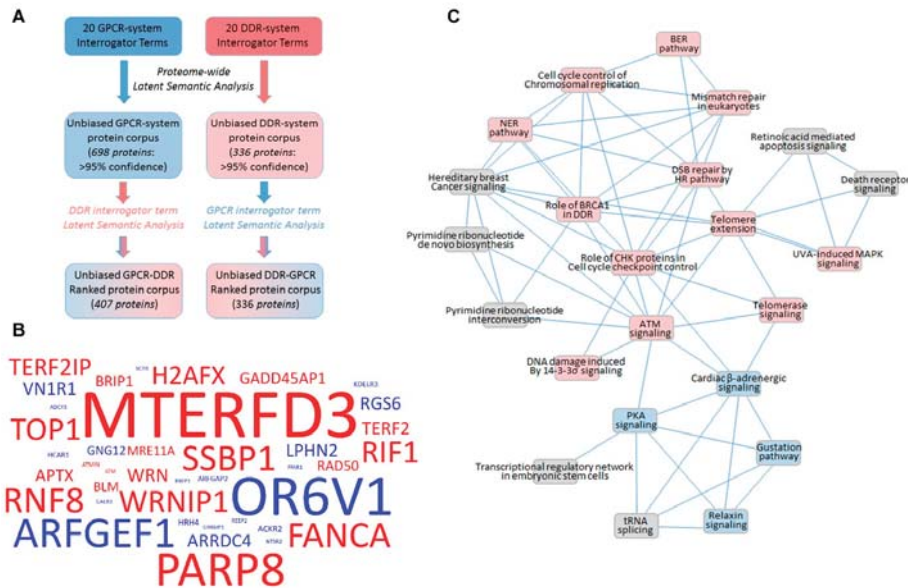 A
20 GPCR-system
Interrogator Terms
20 DDR-system
Interrogator Terms
Proteome-wide
Latent Semantic Analysis
Unbiased GPCR-system
protein corpus
(698 proteins:
>95% confidence)
Unbiased DDR-system
protein corpus
(336 proteins:
>95% confidence)
DDR interrogator term
Latent Semantic Analysis
GPCR interrogator term
Latent Semantic Analysis
Unbiased GPCR-DDR
Ranked protein corpus
(407 proteins)
Unbiased DDR-GPCR
Ranked protein corpus
(336 proteins)
B
TERF2IP
VN1R1
BRIP1
H2AFX
GADD45AP1
KDELR3
RGS6
MTERFD3
TOP1
TERF2
RIF1
GNG12
MRE11A
SSBP1
LPHN2
RAD50
HCAR1
APTX
ATM
WRN
ARFGAP2
RNF8
BLM
WRNIP1
OR6V1
ARFGEF1
HRH4
ARRDC4
ACKR2
FANCA
PARP8
C
BER
pathway
Cell cycle control of
Chromosomal replication
Mismatch repair
in eukaryotes
NER
pathway
Retinoic acid mediated
apoptosis signaling
DSB repair by
HR pathway
Hereditary breast
Cancer signaling
Death receptor
signaling
Role of BRCA1
in DDR
Telomere
extension
Pyrimidine ribonucleotide
de novo biosynthesis
Role of CHK proteins in
Cell cycle checkpoint control
UVA-induced MAPK
signaling
Pyrimidine ribonucleotide
interconversion
Telomerase
signaling
ATM
signaling
DNA damage induced
By 14-3-3σ signaling
Cardiac β-adrenergic
signaling
PKA
signaling
Gustation
pathway
Transcriptional regulatory network
in embryonic stem cells
tRNA
splicing
Relaxin
signaling